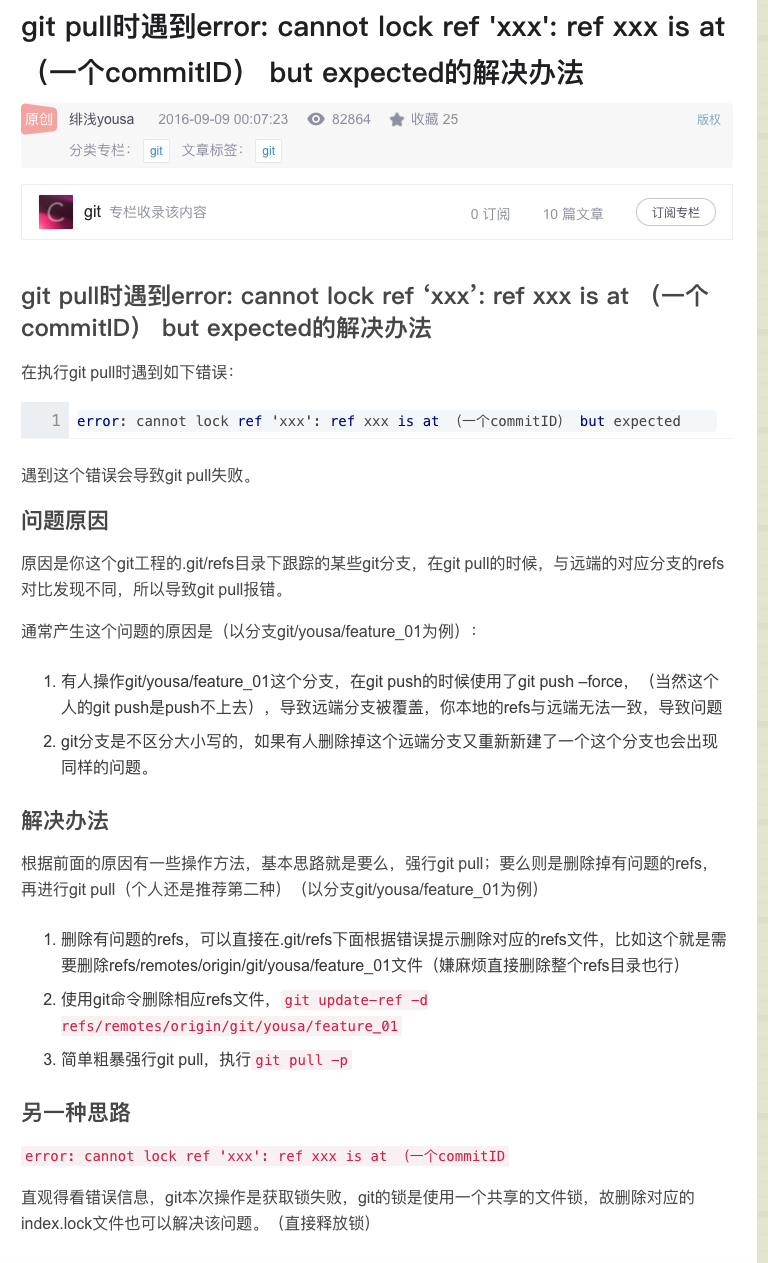 git pull时遇到error: cannot lock ref 'xxx': ref xxx is at
（一个commitID） but expected的解决办法
原创 绯浅yousa 2016-09-09 00:07:23 82864 收藏 25 版权
分类专栏： git 文章标签： git
git 专栏收录该内容 0 订阅 10 篇文章 订阅专栏
git pull时遇到error: cannot lock ref ‘xxx’: ref xxx is at （一个
commitID） but expected的解决办法
在执行git pull时遇到如下错误：
1 error: cannot lock ref 'xxx': ref xxx is at （一个commitID） but expected
遇到这个错误会导致git pull失败。
问题原因
原因是你这个git工程的.git/refs目录下跟踪的某些git分支，在git pull的时候，与远端的对应分支的refs
对比发现不同，所以导致git pull报错。
通常产生这个问题的原因是（以分支git/yousa/feature_01为例）：
1. 有人操作git/yousa/feature_01这个分支，在git push的时候使用了git push –force，（当然这个
人的git push是push不上去），导致远端分支被覆盖，你本地的refs与远端无法一致，导致问题
2. git分支是不区分大小写的，如果有人删除掉这个远端分支又重新新建了一个这个分支也会出现
同样的问题。
解决办法
根据前面的原因有一些操作方法，基本思路就是要么，强行git pull；要么则是删除掉有问题的refs，
再进行git pull（个人还是推荐第二种）（以分支git/yousa/feature_01为例）
1. 删除有问题的refs，可以直接在.git/refs下面根据错误提示删除对应的refs文件，比如这个就是需
要删除refs/remotes/origin/git/yousa/feature_01文件（嫌麻烦直接删除整个refs目录也行）
2. 使用git命令删除相应refs文件，git update-ref -d
refs/remotes/origin/git/yousa/feature_01
3. 简单粗暴强行git pull，执行 git pull -p
另一种思路
error: cannot lock ref 'xxx': ref xxx is at （一个commitID
直观得看错误信息，git本次操作是获取锁失败，git的锁是使用一个共享的文件锁，故删除对应的
index.lock文件也可以解决该问题。（直接释放锁）